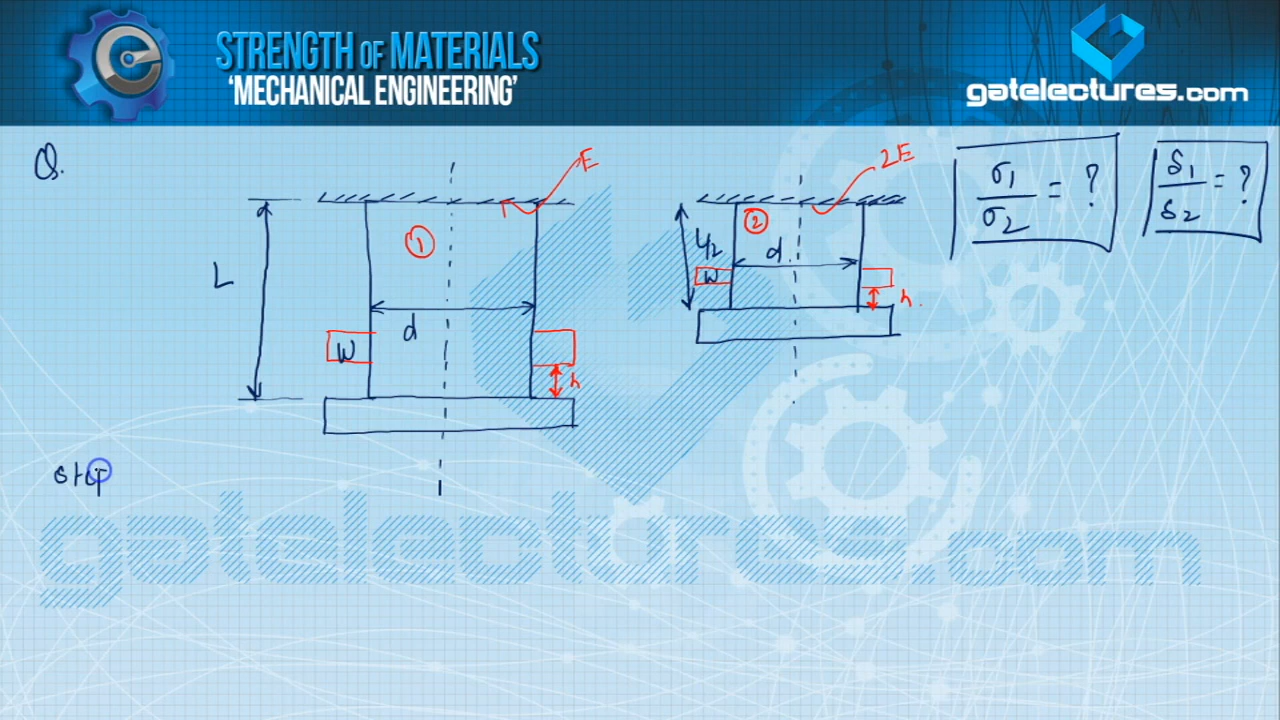 STRENGTH OF MATERIALS
'MECHANICAL ENGINEERING'
gatelectures.com
Q.
E
2E
σ1/σ2 = ?
δ1/δ2 = ?
1
2
L
L/2
d
d
W
h
W
h.
gatelectures.com